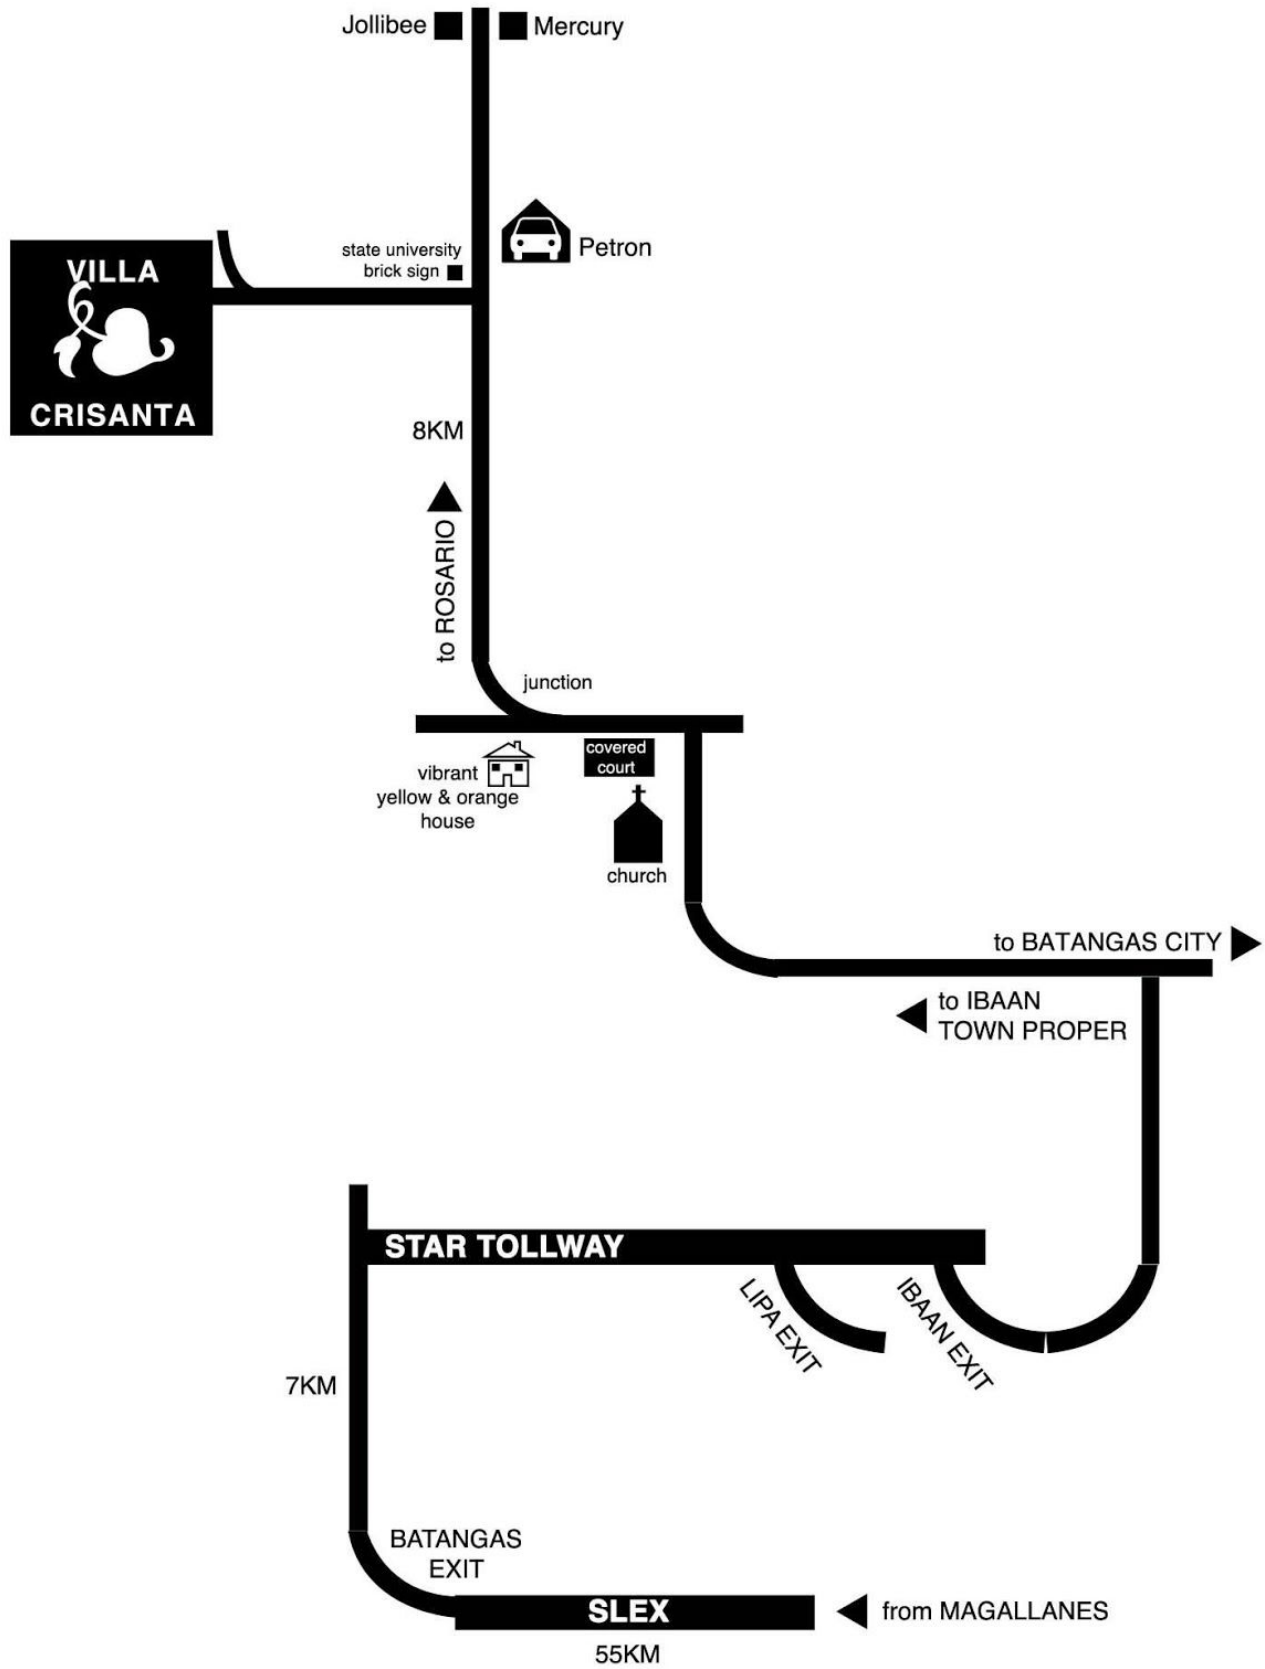 Jollibee
Mercury
state university
brick sign
Petron
VILLA
CRISANTA
8KM
to ROSARIO
junction
covered
court
vibrant
yellow & orange
house
church
to BATANGAS CITY
to IBAAN
TOWN PROPER
STAR TOLLWAY
LIPA EXIT
IBAAN EXIT
7KM
BATANGAS
EXIT
SLEX
from MAGALLANES
55KM